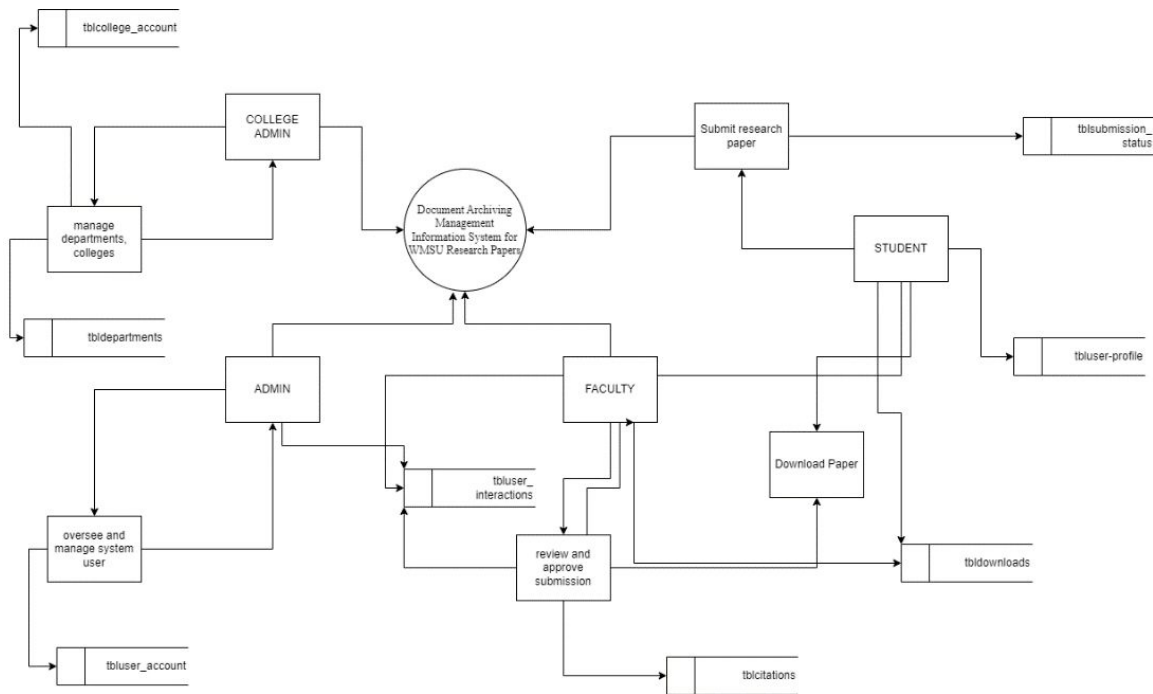 tblcollege_account
COLLEGE
ADMIN
Submit research
paper
tblsubmission_
status
manage
departments,
colleges
Document Archiving
Management
Information System for
WMSU Research Papers
STUDENT
tbldepartments
tbluser-profile
ADMIN
FACULTY
Download Paper
tbluser_
interactions
oversee and
manage system
user
review and
approve
submission
tbldownloads
tbluser_account
tblcitations